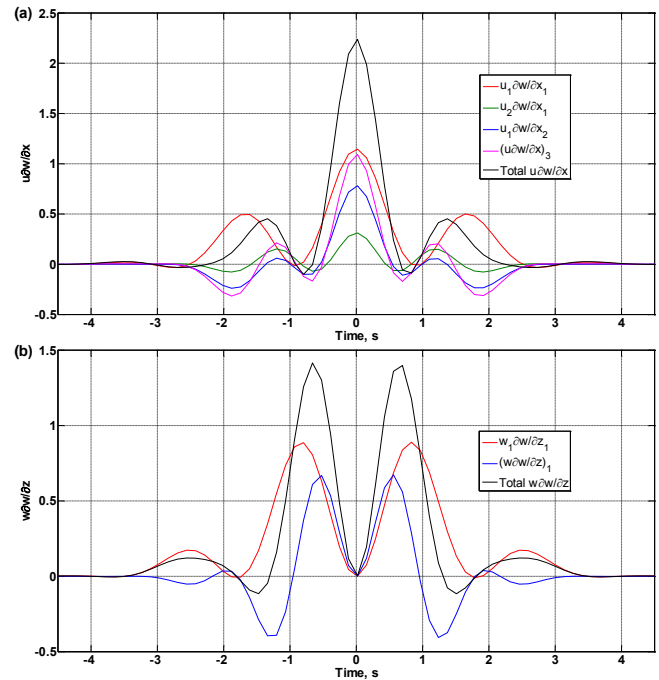 (a)
2.5
2
1.5
1
0.5
0
-0.5
u∂w/∂x
u₁∂w/∂x₁
u₂∂w/∂x₁
u₁∂w/∂x₂
(u∂w/∂x)₃
Total u∂w/∂x
-4 -3 -2 -1 0 1 2 3 4
Time, s
(b)
1.5
1
0.5
0
-0.5
w∂w/∂z
w₁∂w/∂z₁
(w∂w/∂z)₁
Total w∂w/∂z
-4 -3 -2 -1 0 1 2 3 4
Time, s